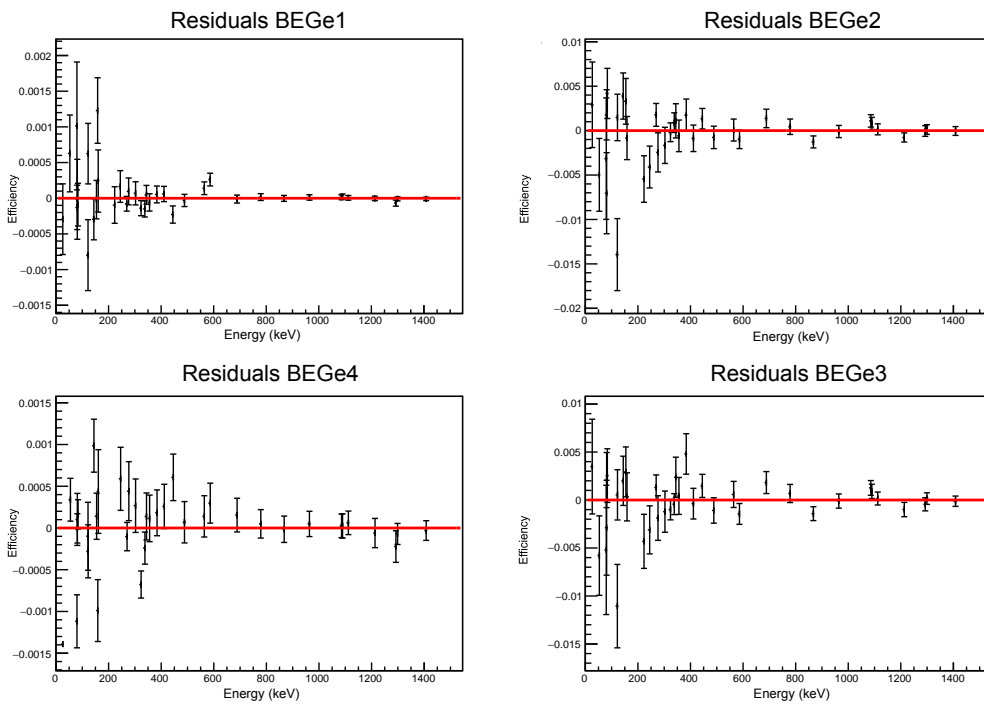 Residuals BEGe1
Efficiency
0.002
0.0015
0.001
0.0005
0
−0.0005
−0.001
−0.0015
0 200 400 600 800 1000 1200 1400
Energy (keV)
Residuals BEGe2
Efficiency
0.01
0.005
0
−0.005
−0.01
−0.015
−0.02
0 200 400 600 800 1000 1200 1400
Energy (keV)
Residuals BEGe4
Efficiency
0.0015
0.001
0.0005
0
−0.0005
−0.001
−0.0015
0 200 400 600 800 1000 1200 1400
Energy (keV)
Residuals BEGe3
Efficiency
0.01
0.005
0
−0.005
−0.01
−0.015
0 200 400 600 800 1000 1200 1400
Energy (keV)